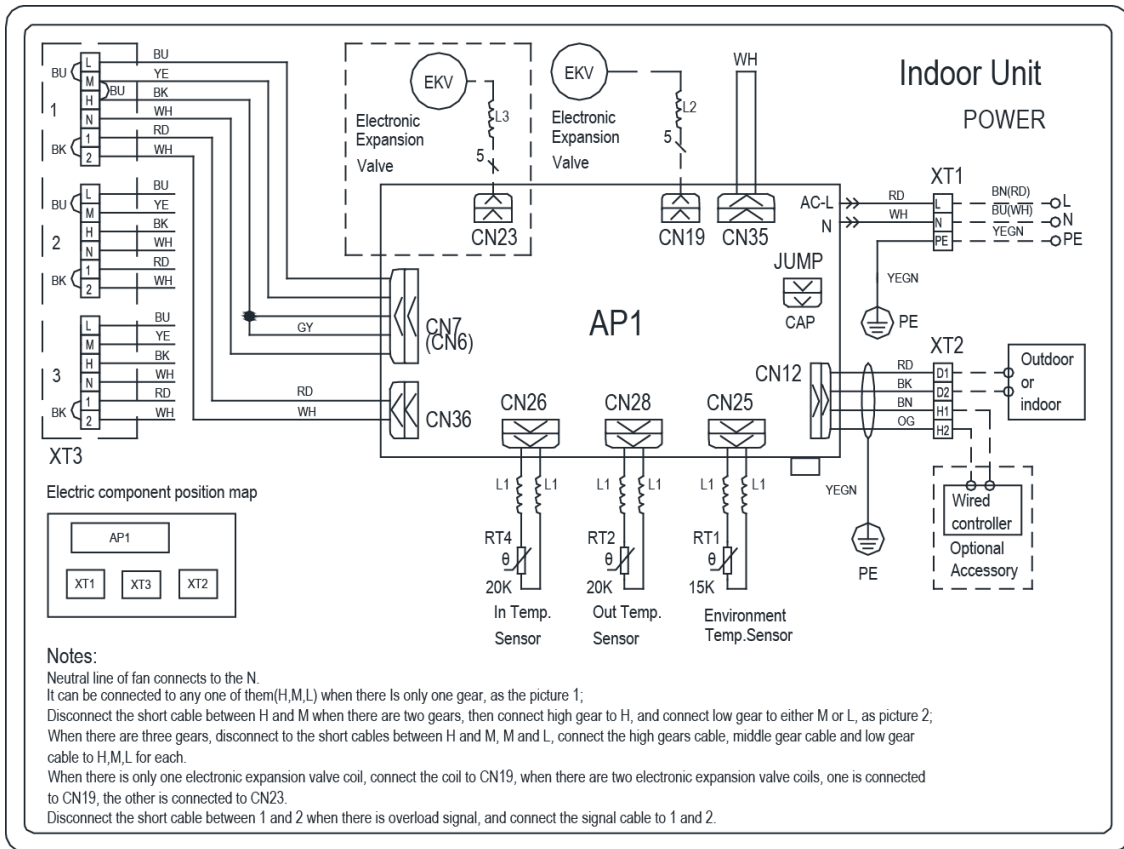 Indoor Unit
POWER
1
BU
BK
BU
L
M
H
N
1
2
BU
YE
BK
WH
RD
WH
2
BU
BK
L
M
H
N
1
2
BU
YE
BK
WH
RD
WH
3
BK
L
M
H
N
1
2
BU
YE
BK
WH
RD
WH
XT3
EKV
Electronic
Expansion
Valve
L3
5
CN23
EKV
Electronic
Expansion
Valve
L2
5
CN19
WH
CN35
AC-L
N
RD
WH
XT1
L
N
PE
BN(RD)
BU(WH)
YEGN
L
N
PE
YEGN
PE
JUMP
CAP
AP1
GY
CN7
(CN6)
RD
WH
CN36
CN26
CN28
CN25
CN12
RD
BK
BN
OG
XT2
D1
D2
H1
H2
Outdoor
or
indoor
YEGN
PE
Wired
controller
Optional
Accessory
L1
L1
RT4
θ
20K
In Temp.
Sensor
L1
L1
RT2
θ
20K
Out Temp.
Sensor
L1
L1
RT1
θ
15K
Environment
Temp.Sensor
Electric component position map
AP1
XT1
XT3
XT2
Notes:
Neutral line of fan connects to the N.
It can be connected to any one of them(H,M,L) when there Is only one gear, as the picture 1;
Disconnect the short cable between H and M when there are two gears, then connect high gear to H, and connect low gear to either M or L, as picture 2;
When there are three gears, disconnect to the short cables between H and M, M and L, connect the high gears cable, middle gear cable and low gear
cable to H,M,L for each.
When there is only one electronic expansion valve coil, connect the coil to CN19, when there are two electronic expansion valve coils, one is connected
to CN19, the other is connected to CN23.
Disconnect the short cable between 1 and 2 when there is overload signal, and connect the signal cable to 1 and 2.